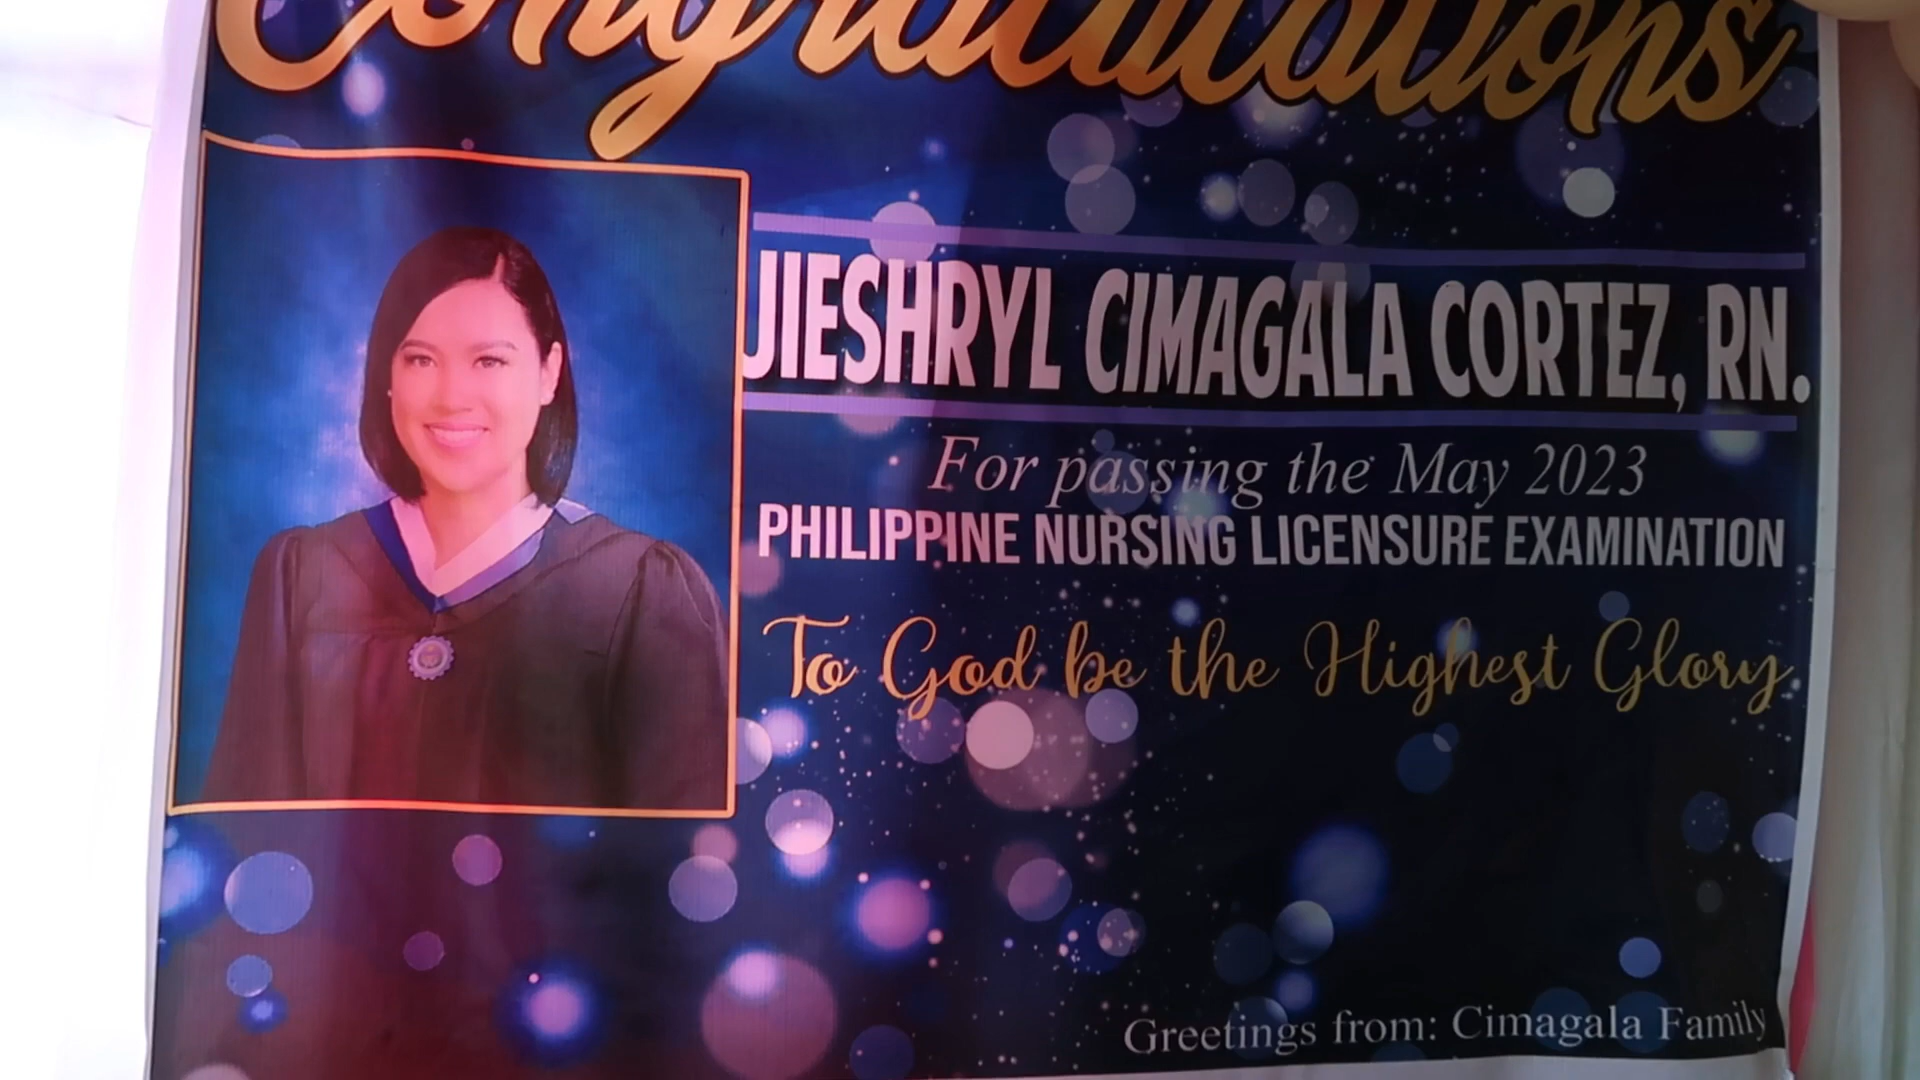 Congratulations
JIESHRYL CIMAGALA CORTEZ, RN.
For passing the May 2023
PHILIPPINE NURSING LICENSURE EXAMINATION
To God be the Highest Glory
Greetings from: Cimagala Family